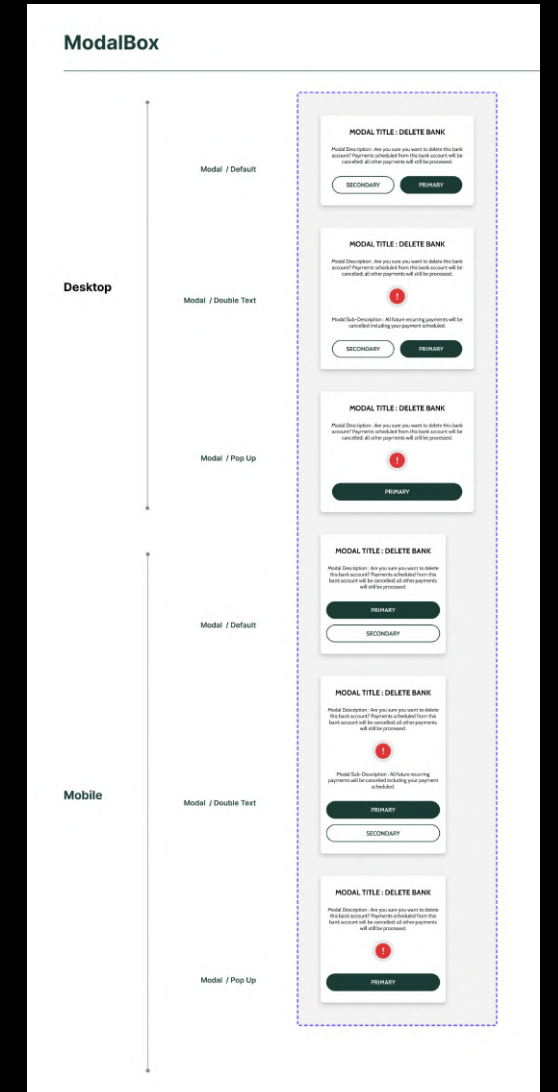 ModalBox
Desktop
Modal / Default
MODAL TITLE : DELETE BANK
Modal Description : Are you sure you want to delete this bank
account? Payments scheduled from this bank account will be
cancelled; all other payments will still be processed.
SECONDARY
PRIMARY
Modal / Double Text
MODAL TITLE : DELETE BANK
Modal Description : Are you sure you want to delete this bank
account? Payments scheduled from this bank account will be
cancelled; all other payments will still be processed.
!
Modal Sub-Description : All future recurring payments will be
cancelled including your payment scheduled.
SECONDARY
PRIMARY
Modal / Pop Up
MODAL TITLE : DELETE BANK
Modal Description : Are you sure you want to delete this bank
account? Payments scheduled from this bank account will be
cancelled; all other payments will still be processed.
!
PRIMARY
Mobile
Modal / Default
MODAL TITLE : DELETE BANK
Modal Description : Are you sure you want to delete
this bank account? Payments scheduled from this
bank account will be cancelled; all other payments
will still be processed.
PRIMARY
SECONDARY
Modal / Double Text
MODAL TITLE : DELETE BANK
Modal Description : Are you sure you want to delete
this bank account? Payments scheduled from this
bank account will be cancelled; all other payments
will still be processed.
!
Modal Sub-Description : All future recurring
payments will be cancelled including your payment
scheduled.
PRIMARY
SECONDARY
Modal / Pop Up
MODAL TITLE : DELETE BANK
Modal Description : Are you sure you want to delete
this bank account? Payments scheduled from this
bank account will be cancelled; all other payments
will still be processed.
!
PRIMARY